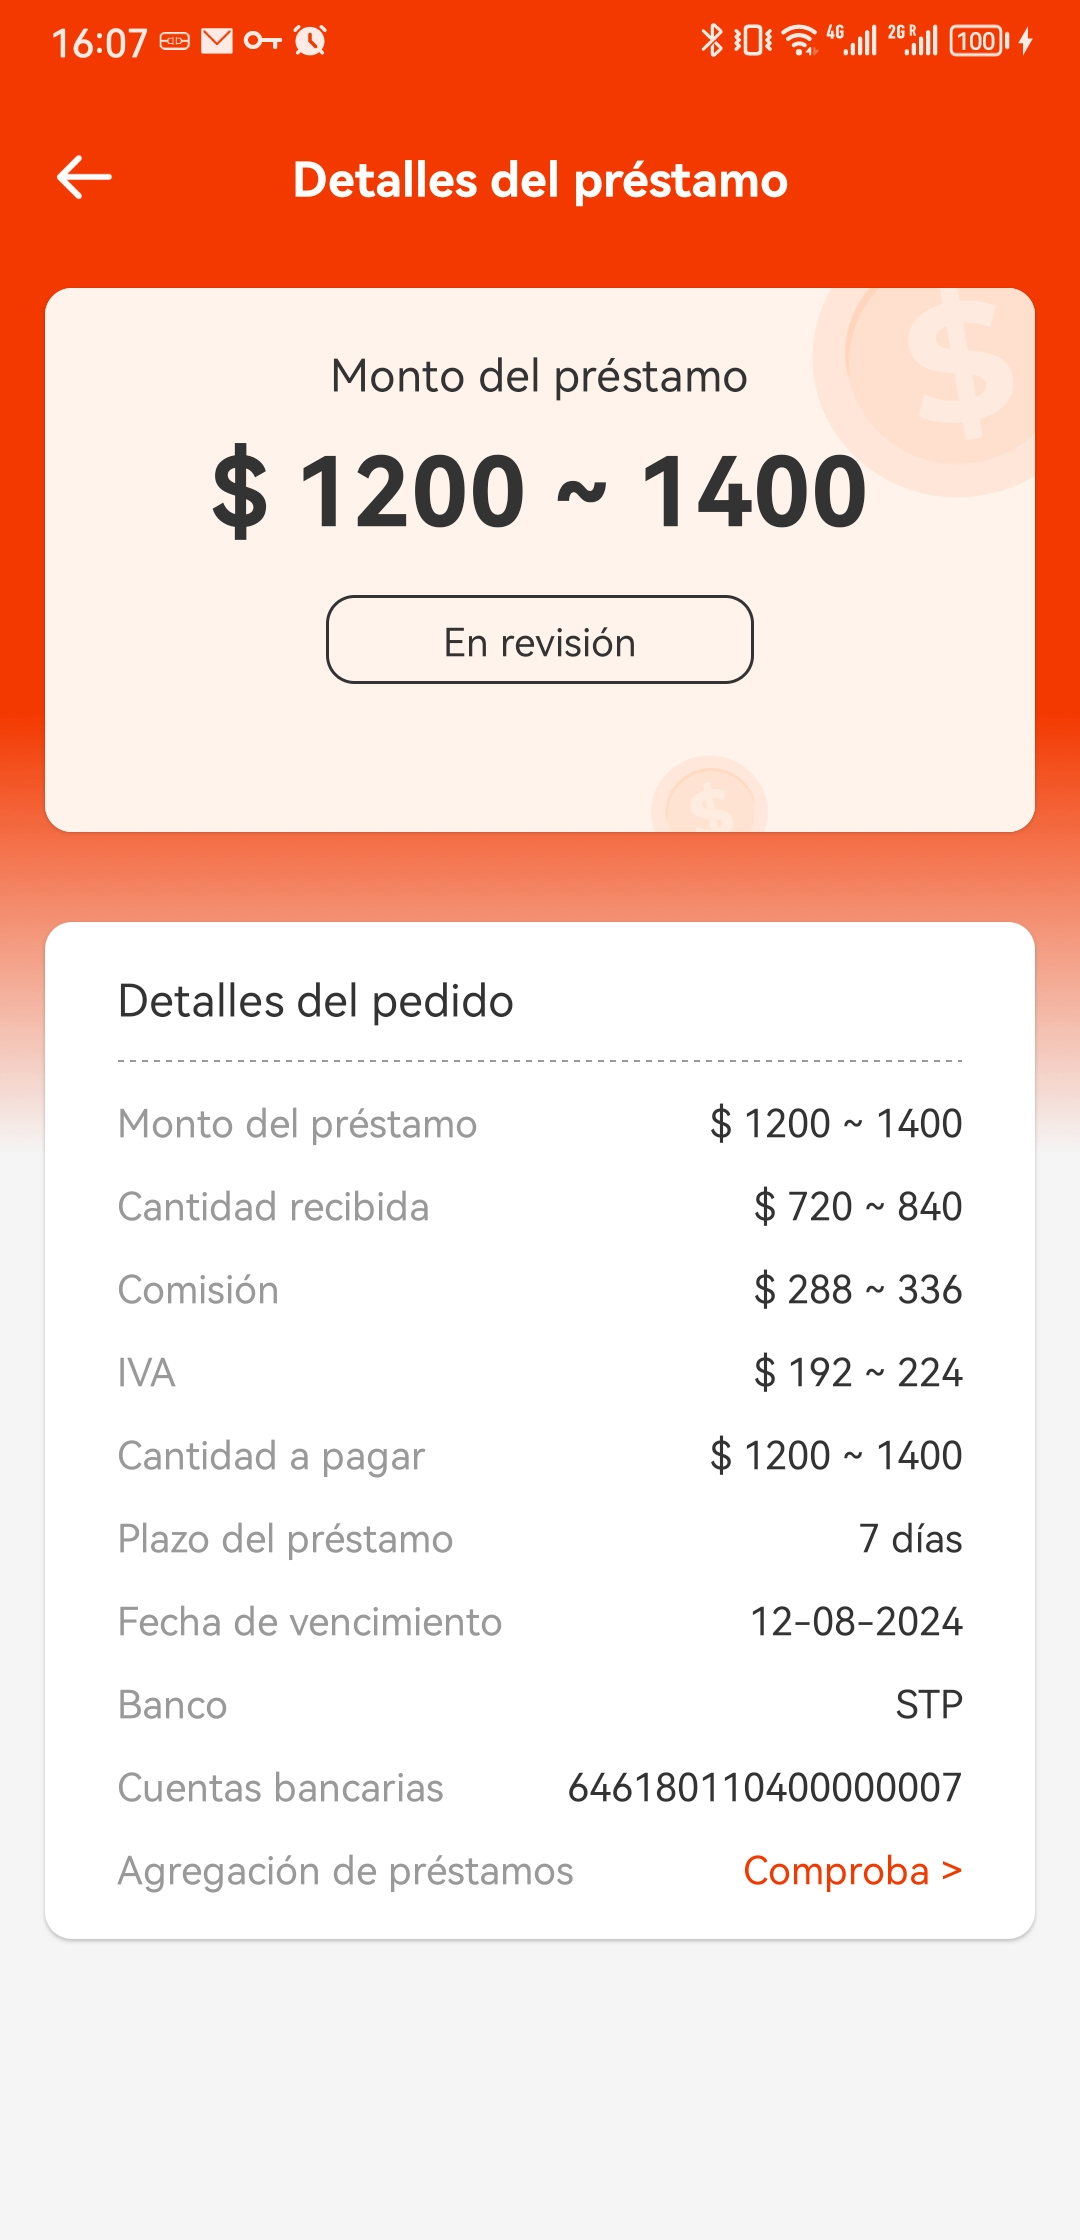 16:07
4G 2G R 100
Detalles del préstamo
Monto del préstamo
$ 1200 ~ 1400
En revisión
Detalles del pedido
Monto del préstamo $ 1200 ~ 1400
Cantidad recibida $ 720 ~ 840
Comisión $ 288 ~ 336
IVA $ 192 ~ 224
Cantidad a pagar $ 1200 ~ 1400
Plazo del préstamo 7 días
Fecha de vencimiento 12-08-2024
Banco STP
Cuentas bancarias 646180110400000007
Agregación de préstamos Comproba >